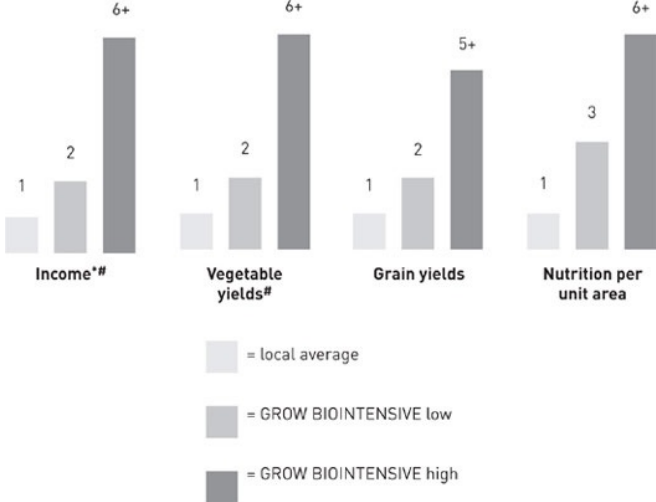 6+
2
1
Income*#
6+
2
1
Vegetable
yields#
5+
2
1
Grain yields
6+
3
1
Nutrition per
unit area
= local average
= GROW BIOINTENSIVE low
= GROW BIOINTENSIVE high